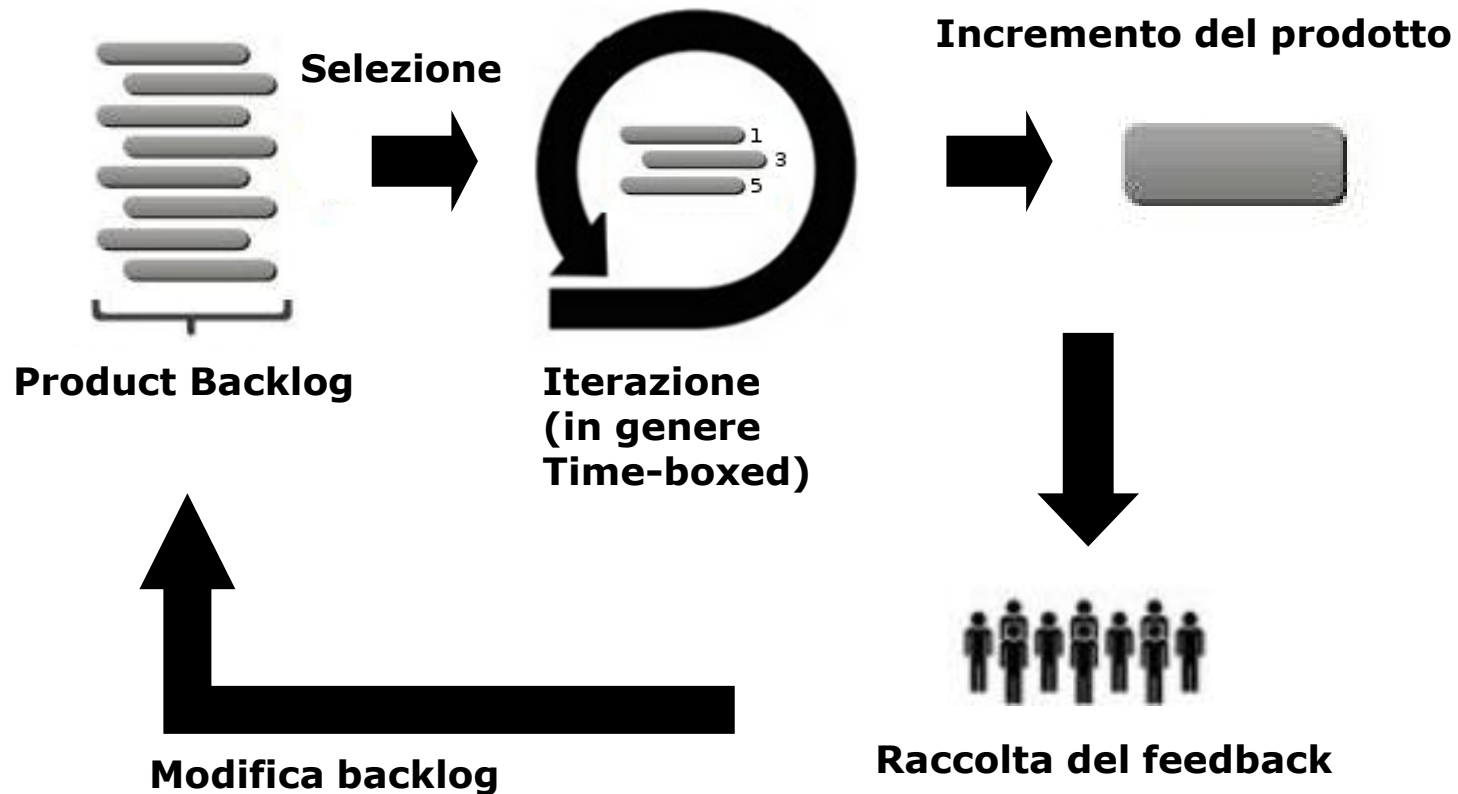 Incremento del prodotto
Selezione
1
3
5
Product Backlog
Iterazione
(in genere
Time-boxed)
Raccolta del feedback
Modifica backlog